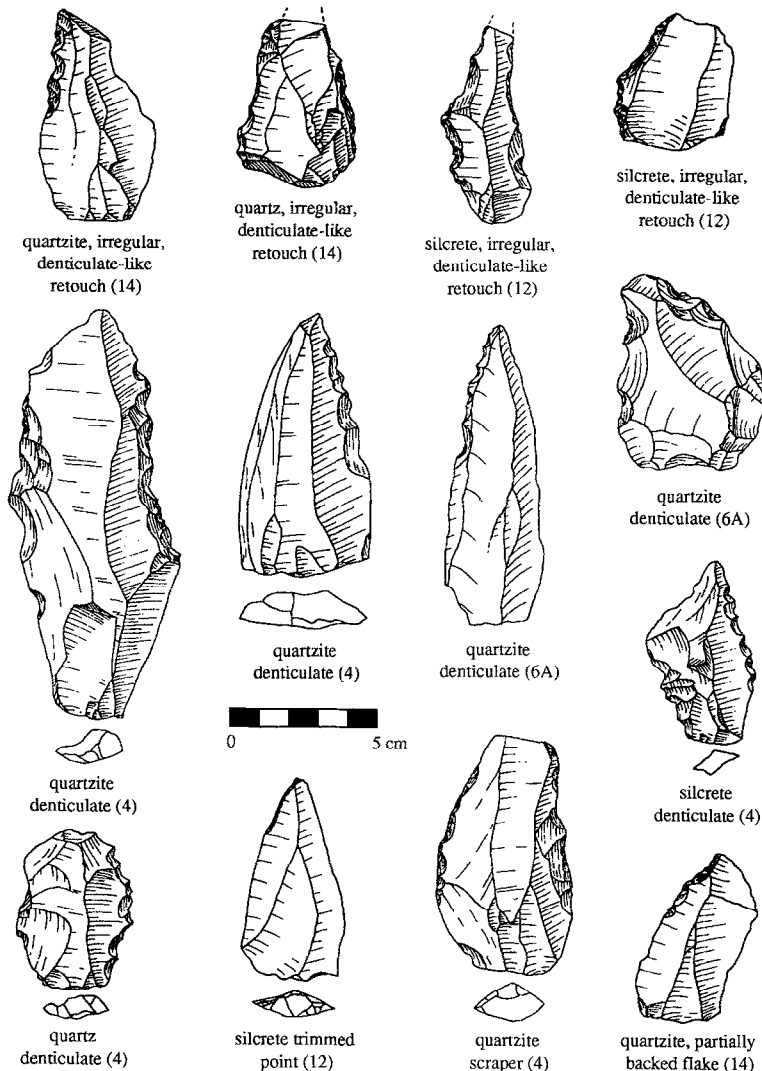 quartzite, irregular,
denticulate-like
retouch (14)
quartz, irregular,
denticulate-like
retouch (14)
silcrete, irregular,
denticulate-like
retouch (12)
silcrete, irregular,
denticulate-like
retouch (12)
quartzite
denticulate (4)
quartzite
denticulate (4)
quartzite
denticulate (6A)
quartzite
denticulate (6A)
0 5 cm
silcrete
denticulate (4)
quartz
denticulate (4)
silcrete trimmed
point (12)
quartzite
scraper (4)
quartzite, partially
backed flake (14)